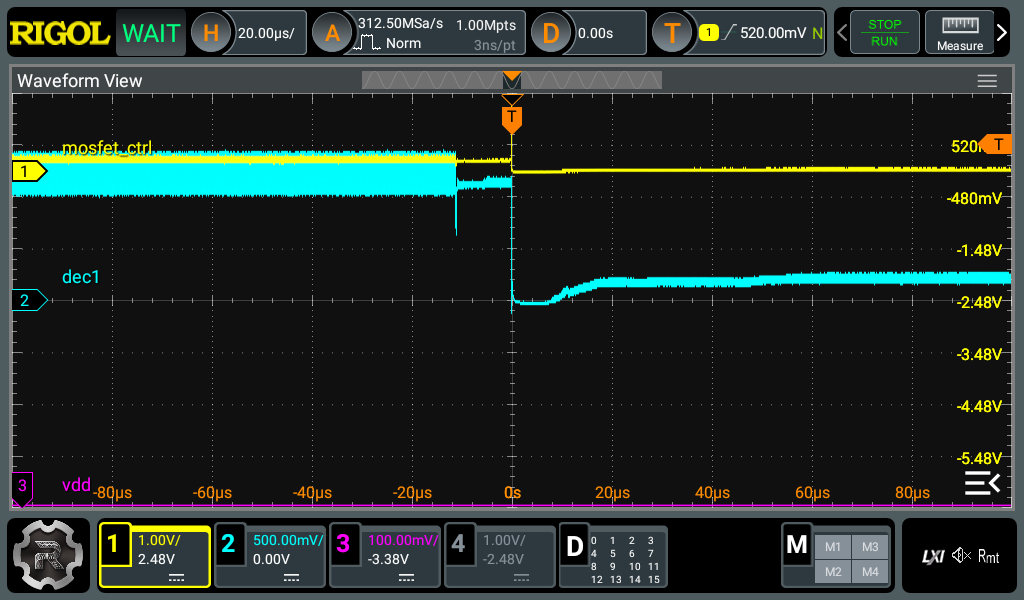 RIGOL WAIT H 20.00µs/ A 312.50MSa/s 1.00Mpts Norm 3ns/pt D 0.00s T 1 520.00mV N STOP RUN Measure
Waveform View
T
mosfet_ctrl
520 T
1
-480mV
-1.48V
dec1
2
-2.48V
-3.48V
-4.48V
-5.48V
3 vdd -80µs -60µs -40µs -20µs 0s 20µs 40µs 60µs 80µs
1 1.00V/ 2 500.00mV/ 3 100.00mV/ 4 1.00V/ D 0 1 2 3 M M1 M3 LXI Rmt
2.48V 0.00V -3.38V -2.48V 4 5 6 7 M2 M4
8 9 10 11
12 13 14 15